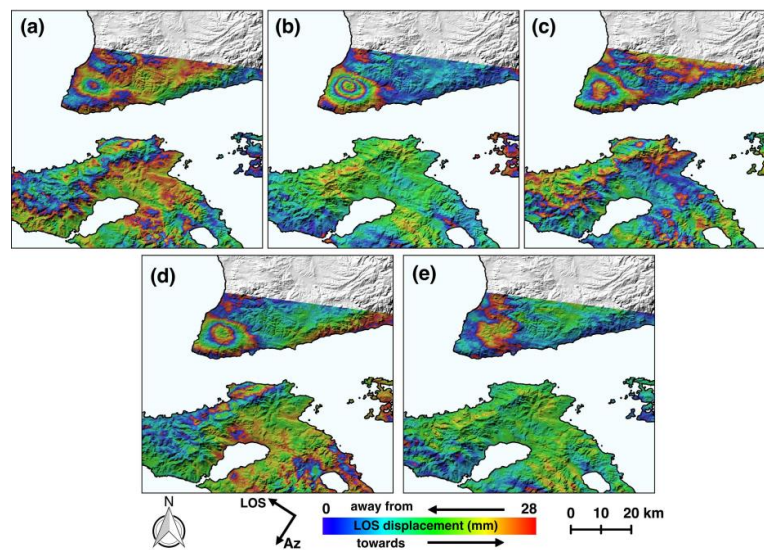 (a)
(b)
(c)
(d)
(e)
N
LOS
Az
0 away from 28
LOS displacement (mm)
towards
0 10 20 km